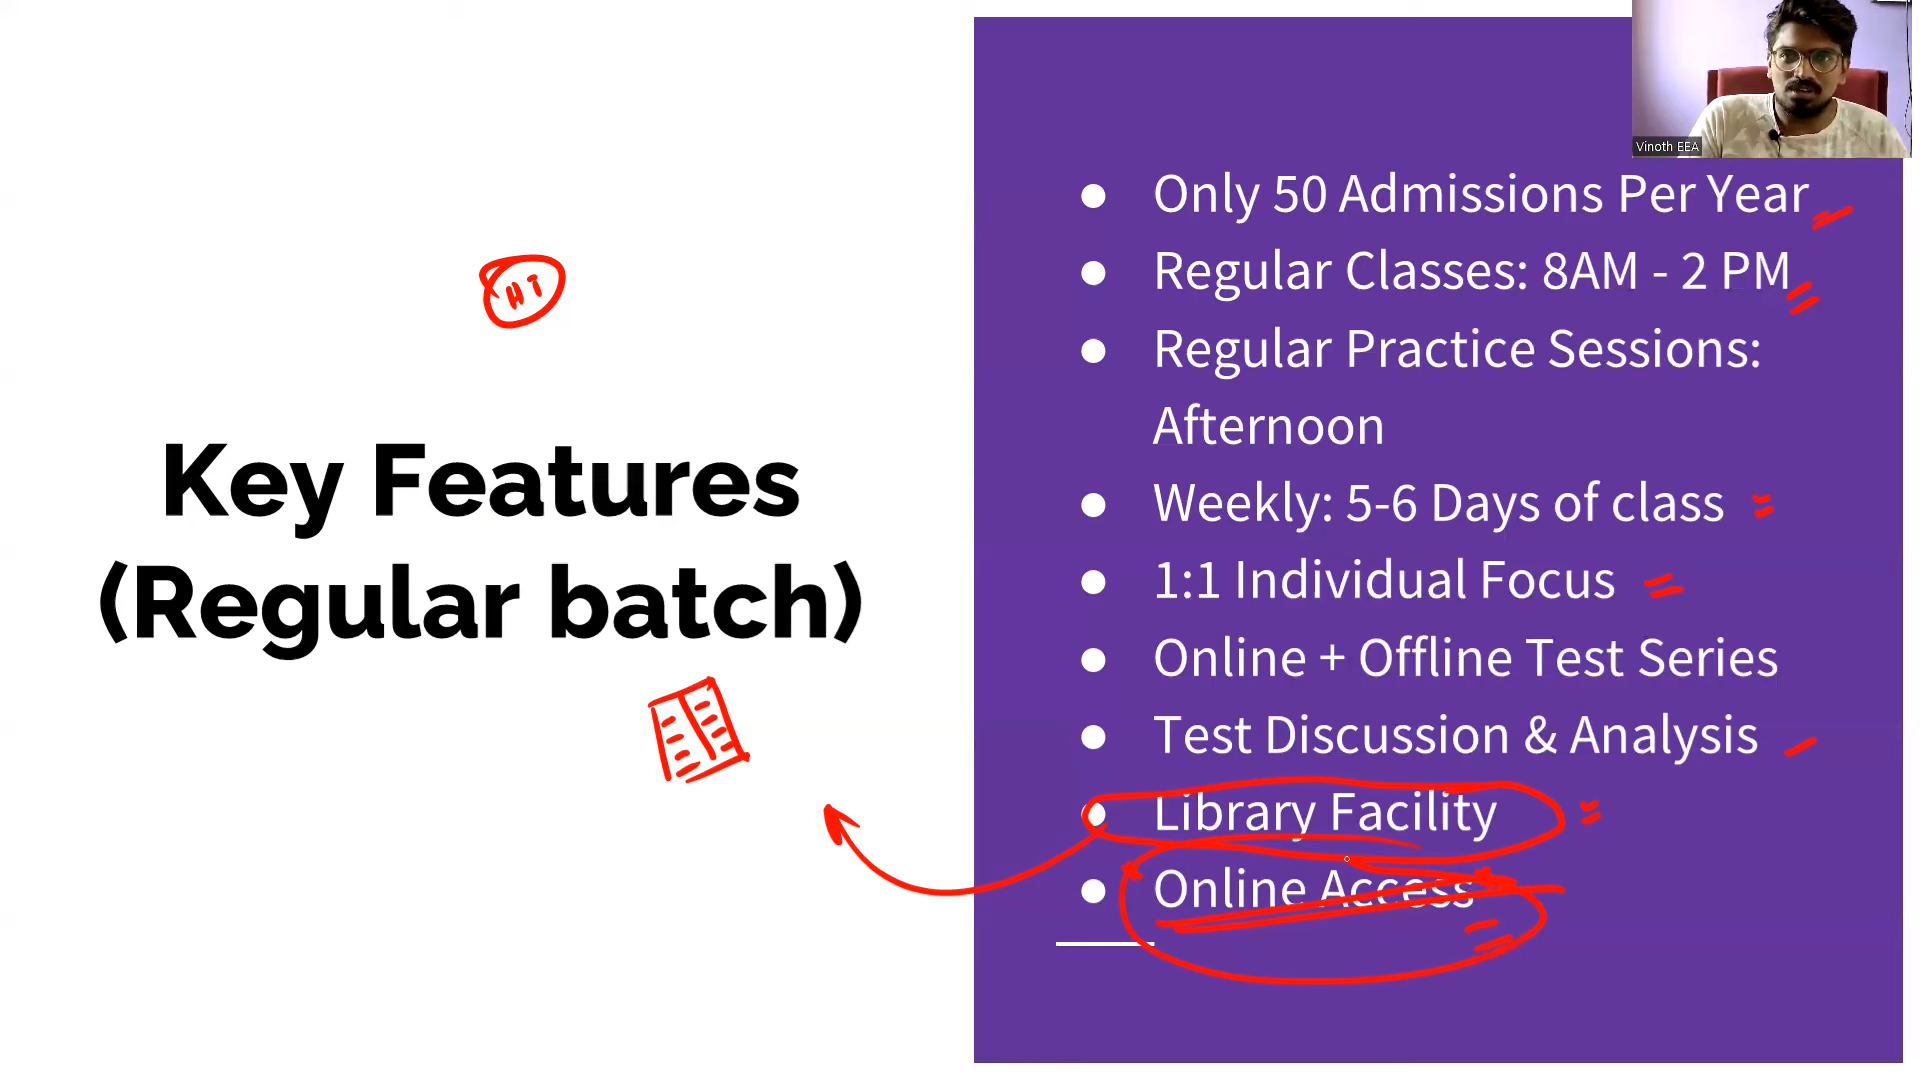 Vinoth EEA
Only 50 Admissions Per Year
Regular Classes: 8AM - 2 PM
Regular Practice Sessions:
Afternoon
Weekly: 5-6 Days of class
1:1 Individual Focus
Online + Offline Test Series
Test Discussion & Analysis
Library Facility
Online Access
Key Features
(Regular batch)